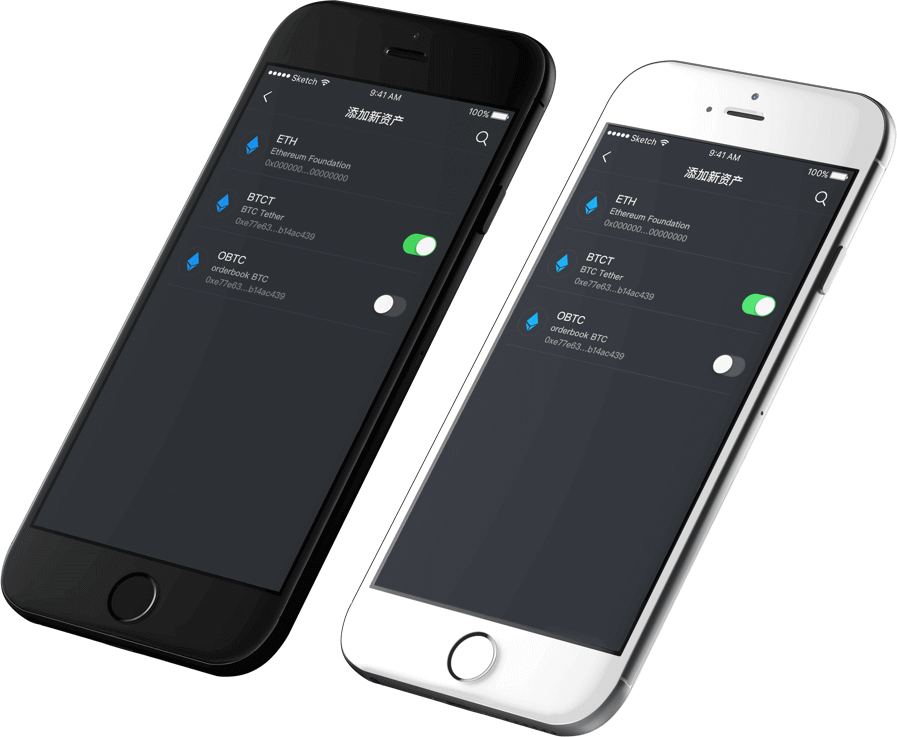 Sketch
9:41 AM
100%
添加新资产
ETH
Ethereum Foundation
0x000000...00000000
BTCT
BTC Tether
0xe77e63...b14ac439
OBTC
orderbook BTC
0xe77e63...b14ac439
Sketch
9:41 AM
100%
添加新资产
ETH
Ethereum Foundation
0x000000...00000000
BTCT
BTC Tether
0xe77e63...b14ac439
OBTC
orderbook BTC
0xe77e63...b14ac439